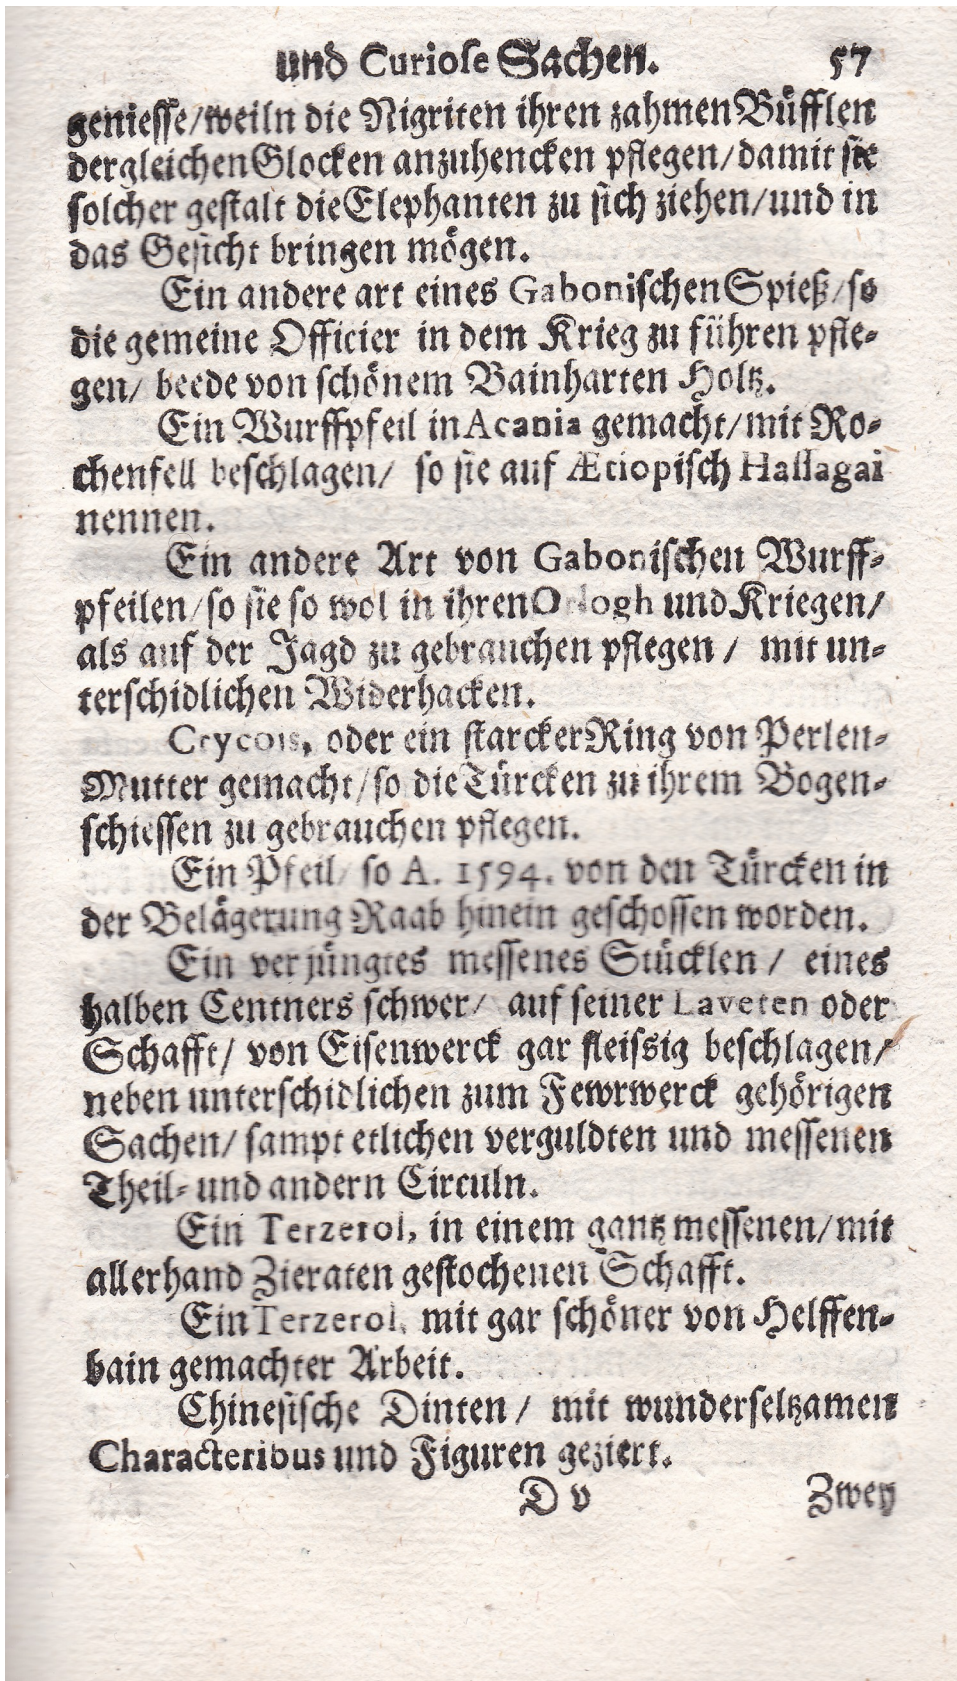 und Curiose Sachen. 57
geniesse/weiln die Nigriten ihren zahmen Büfflen
dergleichen Glocken anzuhencken pflegen/damit sie
solcher gestalt die Elephanten zu sich ziehen/und in
das Gesicht bringen mögen.
Ein andere art eines Gabonischen Spieß/so
die gemeine Officier in dem Krieg zu führen pfle-
gen/ beede von schönem Bainharten Holtz.
Ein Wurffpfeil in Acania gemacht/mit Ro-
chenfell beschlagen/ so sie auf Ætiopisch Hallagai
nennen.
Ein andere Art von Gabonischen Wurff-
pfeilen/so sie so wol in ihren Orlogh und Kriegen/
als auf der Jagd zu gebrauchen pflegen / mit un-
terschidlichen Widerhacken.
Crycois, oder ein starcker Ring von Perlen-
Mutter gemacht/so die Türcken zu ihrem Bogen-
schiessen zu gebrauchen pflegen.
Ein Pfeil/ so A. 1594. von den Türcken in
der Belägerung Raab hinein geschossen worden.
Ein verjüngtes messenes Stücklen / eines
halben Centners schwer/ auf seiner Laveten oder
Schafft/ von Eisenwerck gar fleissig beschlagen/
neben unterschidlichen zum Fewrwerck gehörigen
Sachen/ sampt etlichen verguldten und messenen
Theil- und andern Circuln.
Ein Terzerol, in einem gantz messenen/mit
allerhand Zieraten gestochenen Schafft.
Ein Terzerol, mit gar schöner von Helffen-
bain gemachter Arbeit.
Chinesische Dinten / mit wunderseltzamen
Characteribus und Figuren geziert.
D v Zwey